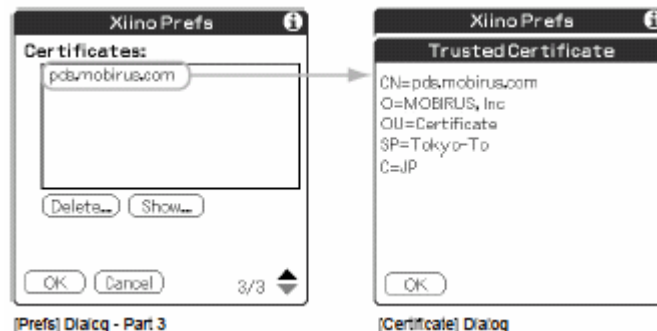 Xiino Prefs
Certificates:
pds.mobirus.com
Delete... Show...
OK Cancel 3/3
[Prefs] Dialog - Part 3
Xiino Prefs
Trusted Certificate
CN=pds.mobirus.com
O=MOBIRUS, Inc
OU=Certificate
SP=Tokyo-To
C=JP
OK
[Certificate] Dialog